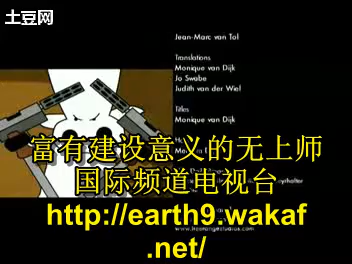 土豆网
Jean-Marc van Tol
Translations
Monique van Dijk
Jo Swabe
Judith van der Wiel
Titles
Monique van Dijk
富有建设意义的无上师
国际频道电视台
http://earth9.wakaf
.net/